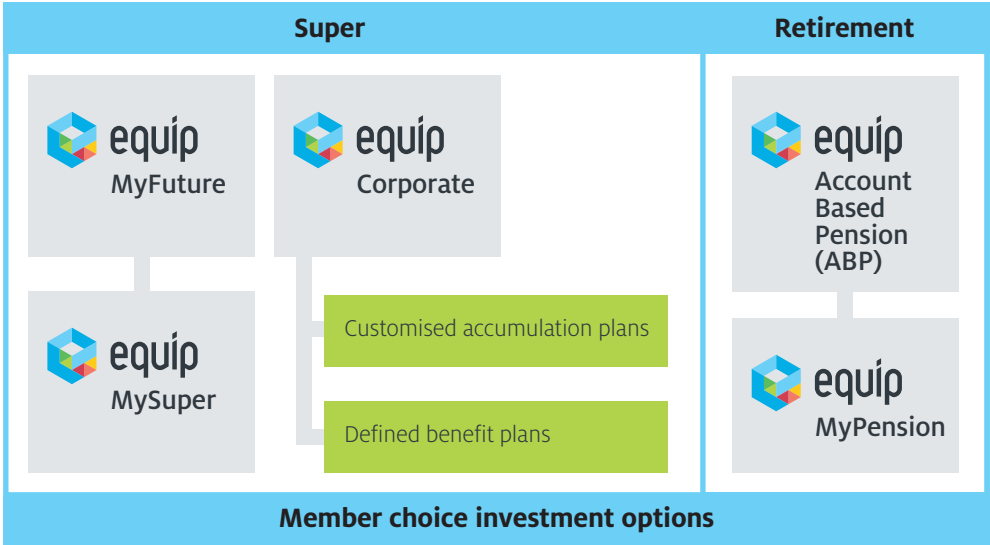 Super
equip
MyFuture
equip
MySuper
equip
Corporate
Customised accumulation plans
Defined benefit plans
Retirement
equip
Account
Based
Pension
(ABP)
equip
MyPension
Member choice investment options